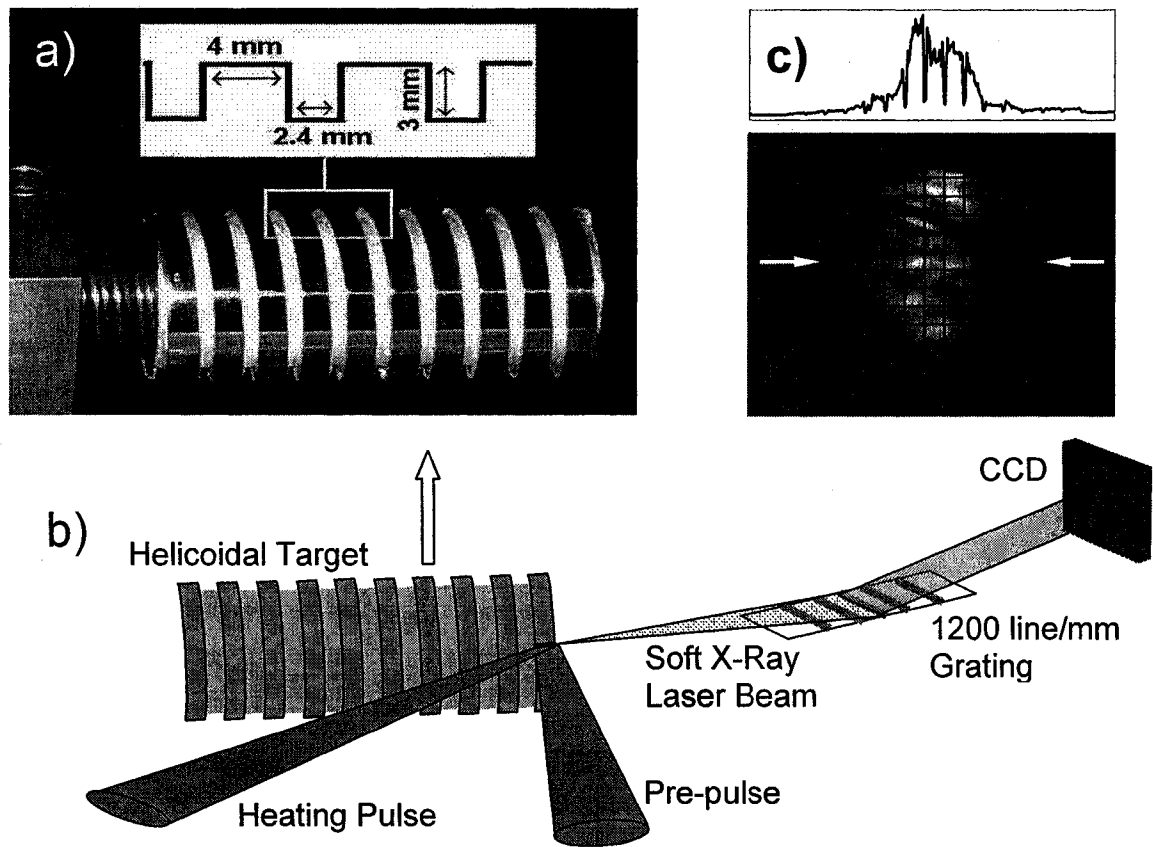 a)
4 mm
3 mm
2.4 mm
c)
b)
Helicoidal Target
CCD
1200 line/mm
Grating
Soft X-Ray
Laser Beam
Pre-pulse
Heating Pulse